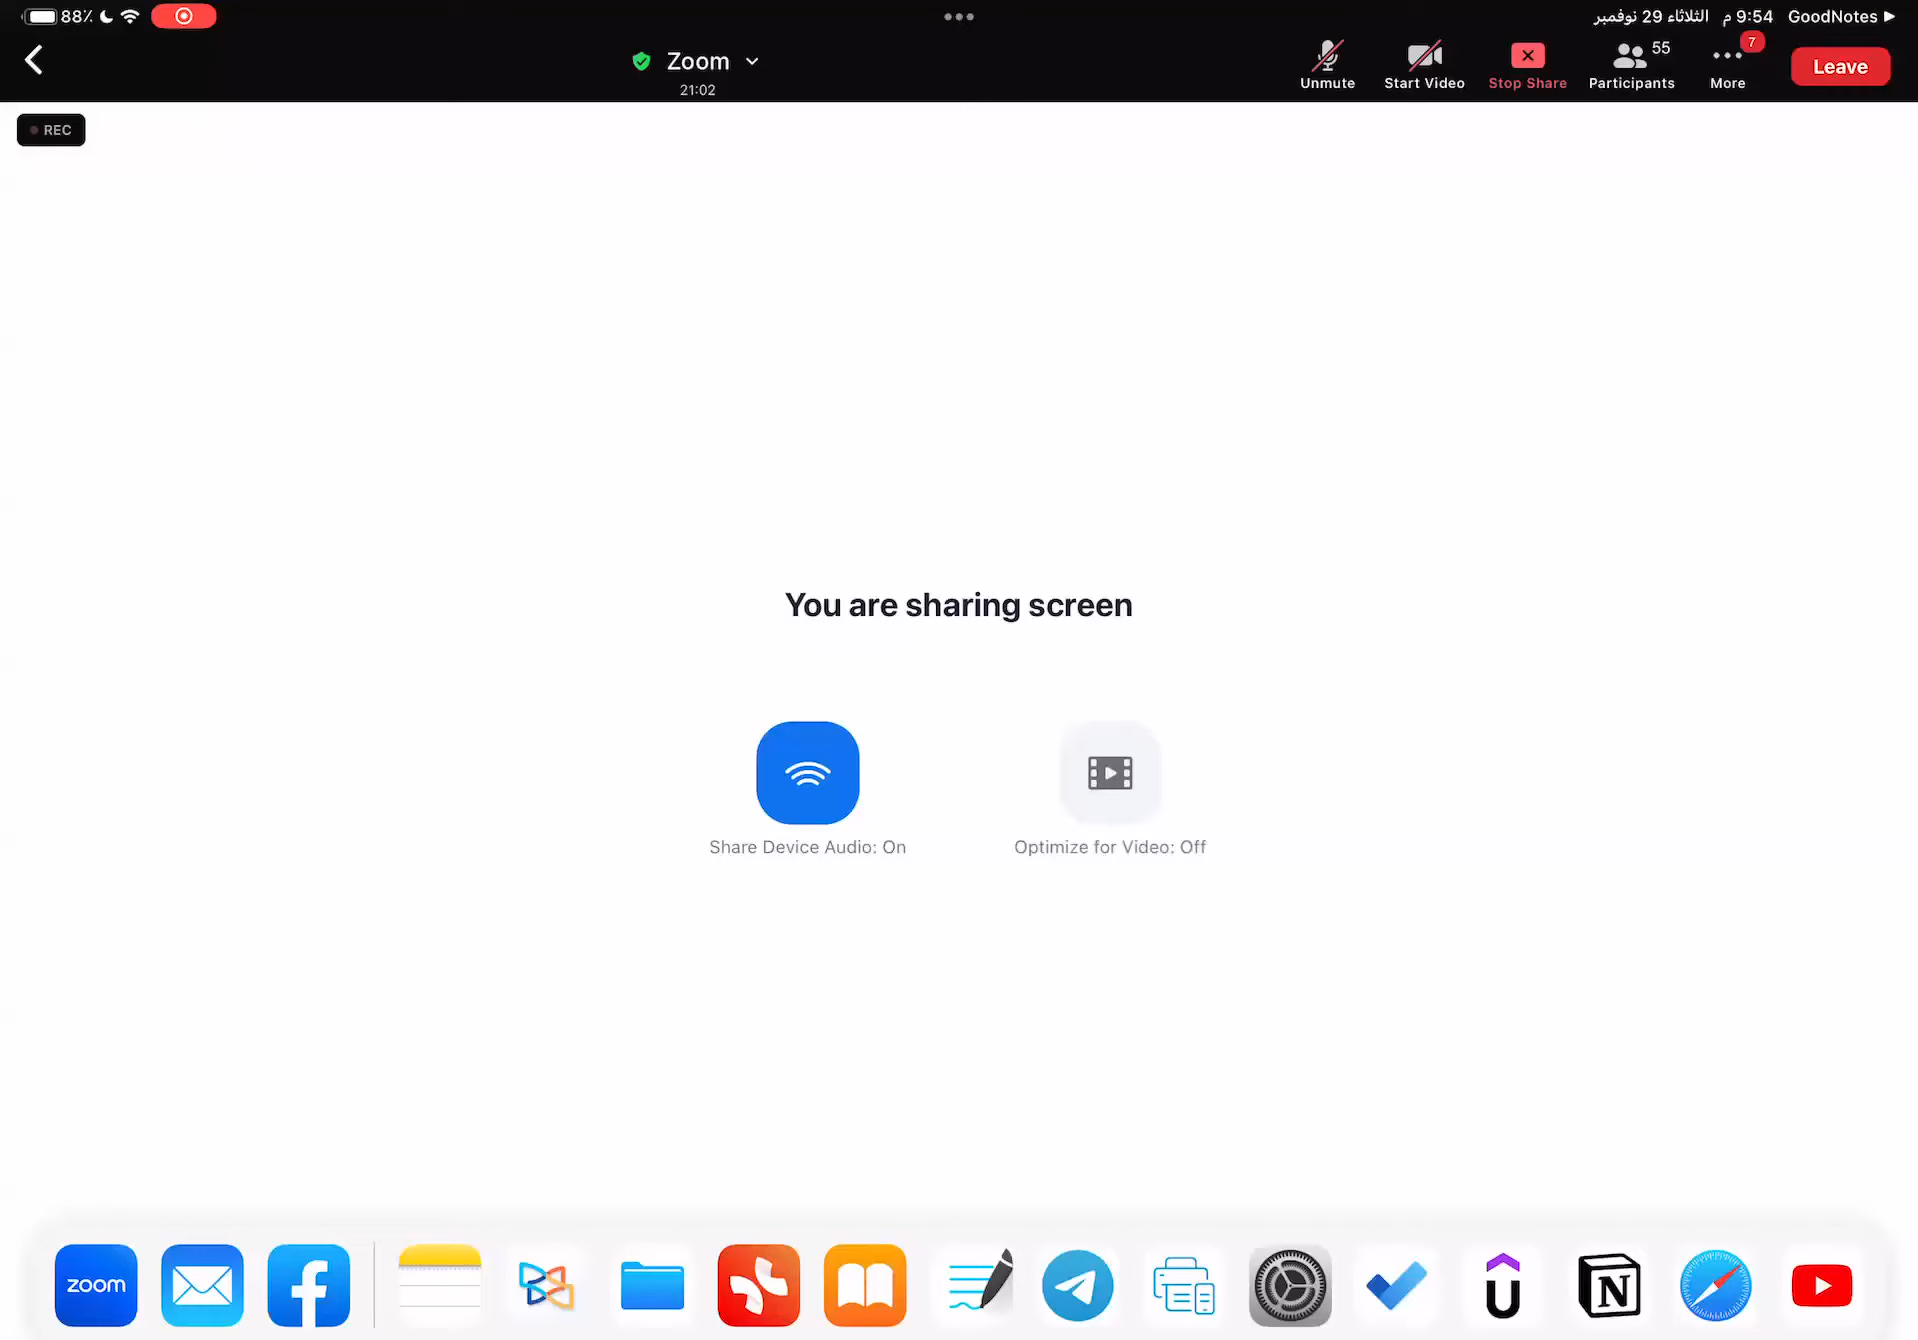 88٪ الثلاثاء 29 نوفمبر 9:54 م GoodNotes
Zoom
21:02
Unmute Start Video Stop Share Participants 55 More 7 Leave
REC
You are sharing screen
Share Device Audio: On Optimize for Video: Off
zoom